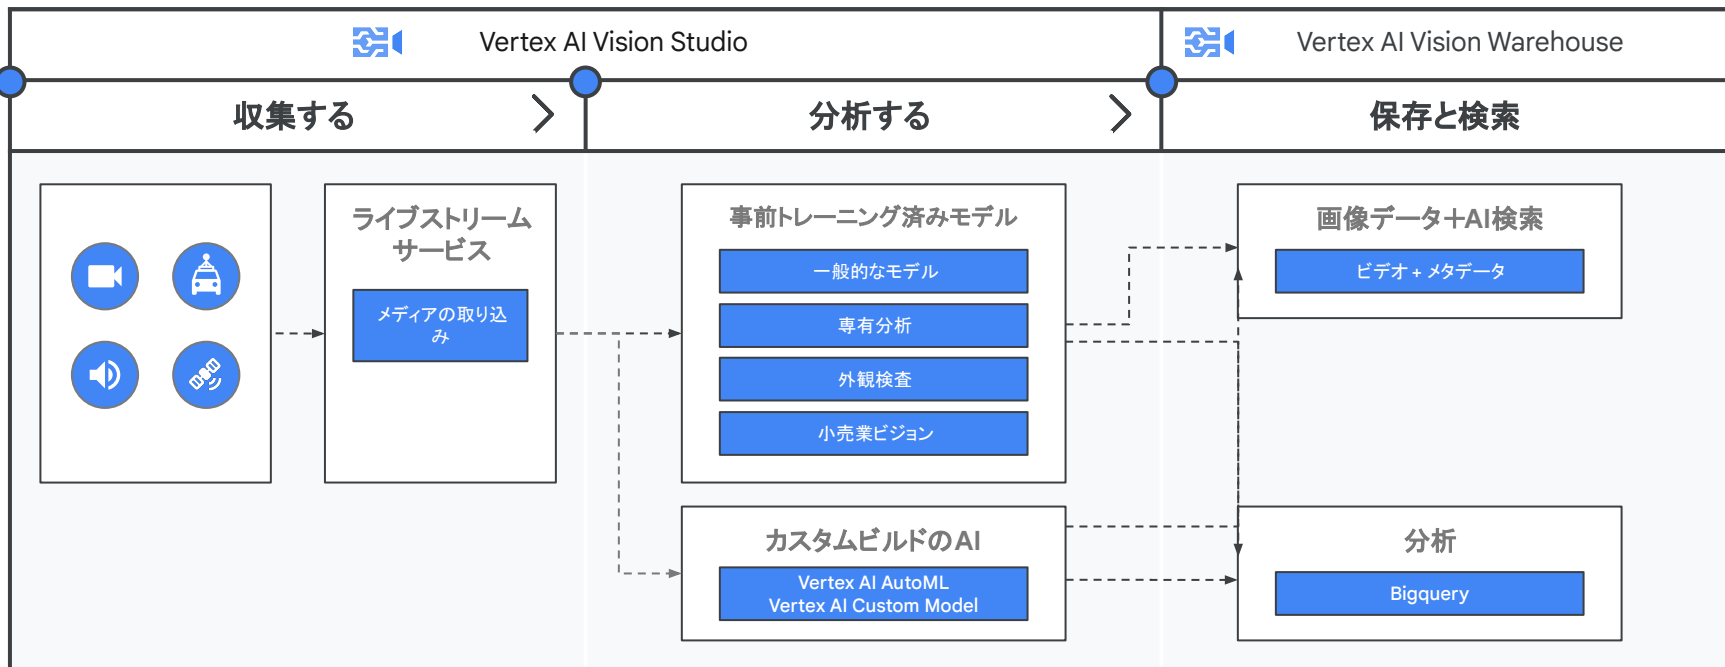 Vertex AI Vision Studio
Vertex AI Vision Warehouse
収集する
分析する
保存と検索
ライブストリーム
サービス
メディアの取り込
み
事前トレーニング済みモデル
一般的なモデル
専有分析
外観検査
小売業ビジョン
カスタムビルドのAI
Vertex AI AutoML
Vertex AI Custom Model
画像データ+AI検索
ビデオ + メタデータ
分析
Bigquery